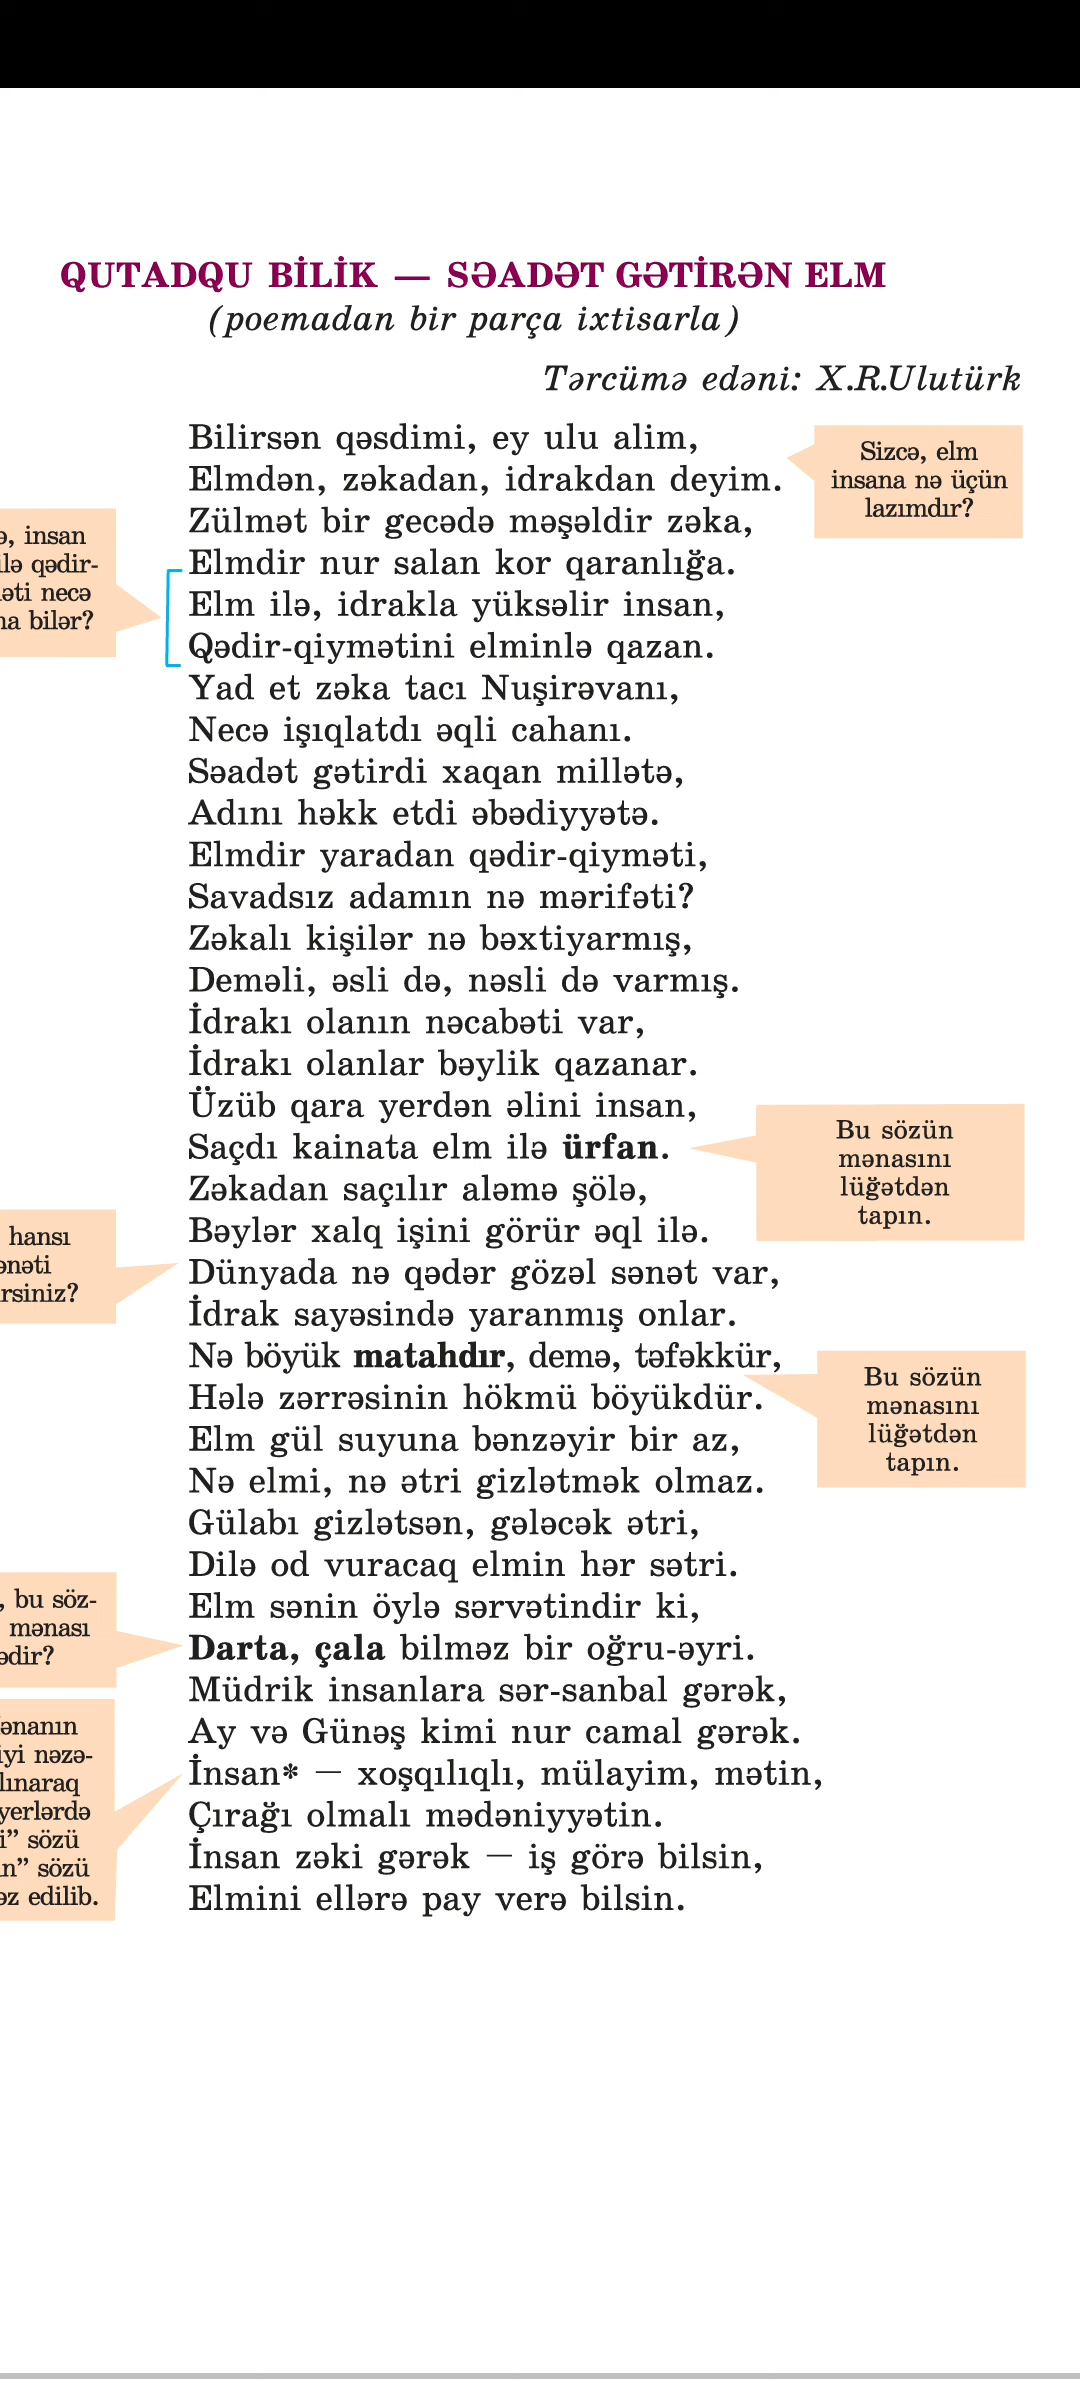 QUTADQU BİLİK — SƏADƏT GƏTİRƏN ELM
(poemadan bir parça ixtisarla)
Tərcümə edəni: X.R.Ulutürk
Bilirsən qəsdimi, ey ulu alim,
Elmdən, zəkadan, idrakdan deyim.
Zülmət bir gecədə məşəldir zəka,
Elmdir nur salan kor qaranlığa.
Elm ilə, idrakla yüksəlir insan,
Qədir-qiymətini elminlə qazan.
Yad et zəka tacı Nuşirəvanı,
Necə işıqlatdı əqli cahanı.
Səadət gətirdi xaqan millətə,
Adını həkk etdi əbədiyyətə.
Elmdir yaradan qədir-qiyməti,
Savadsız adamın nə mərifəti?
Zəkalı kişilər nə bəxtiyarmış,
Deməli, əsli də, nəsli də varmış.
İdrakı olanın nəcabəti var,
İdrakı olanlar bəylik qazanar.
Üzüb qara yerdən əlini insan,
Saçdı kainata elm ilə ürfan.
Zəkadan saçılır aləmə şölə,
Bəylər xalq işini görür əql ilə.
Dünyada nə qədər gözəl sənət var,
İdrak sayəsində yaranmış onlar.
Nə böyük matahdır, demə, təfəkkür,
Hələ zərrəsinin hökmü böyükdür.
Elm gül suyuna bənzəyir bir az,
Nə elmi, nə ətri gizlətmək olmaz.
Gülabı gizlətsən, gələcək ətri,
Dilə od vuracaq elmin hər sətri.
Elm sənin öylə sərvətindir ki,
Darta, çala bilməz bir oğru-əyri.
Müdrik insanlara sər-sanbal gərək,
Ay və Günəş kimi nur camal gərək.
İnsan* — xoşqılıqlı, mülayim, mətin,
Çırağı olmalı mədəniyyətin.
İnsan zəki gərək — iş görə bilsin,
Elmini ellərə pay verə bilsin.
Sizcə, elm
insana nə üçün
lazımdır?
ə, insan
ilə qədir-
əti necə
na bilər?
Bu sözün
mənasını
lüğətdən
tapın.
hansı
ənəti
rsiniz?
Bu sözün
mənasını
lüğətdən
tapın.
, bu söz-
mənası
ədir?
ənanın
iyi nəzə-
lınaraq
yerlərdə
i” sözü
n” sözü
əz edilib.